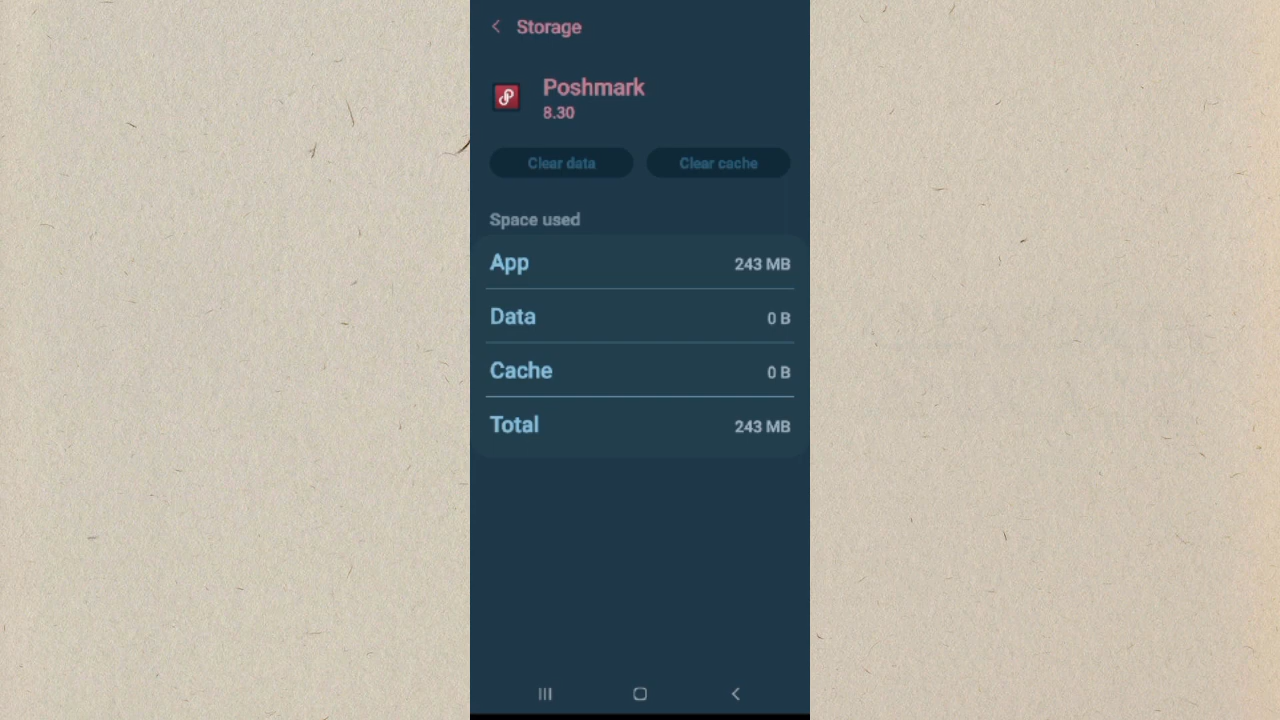 Storage
Poshmark
8.30
Clear data Clear cache
Space used
App 243 MB
Data 0 B
Cache 0 B
Total 243 MB